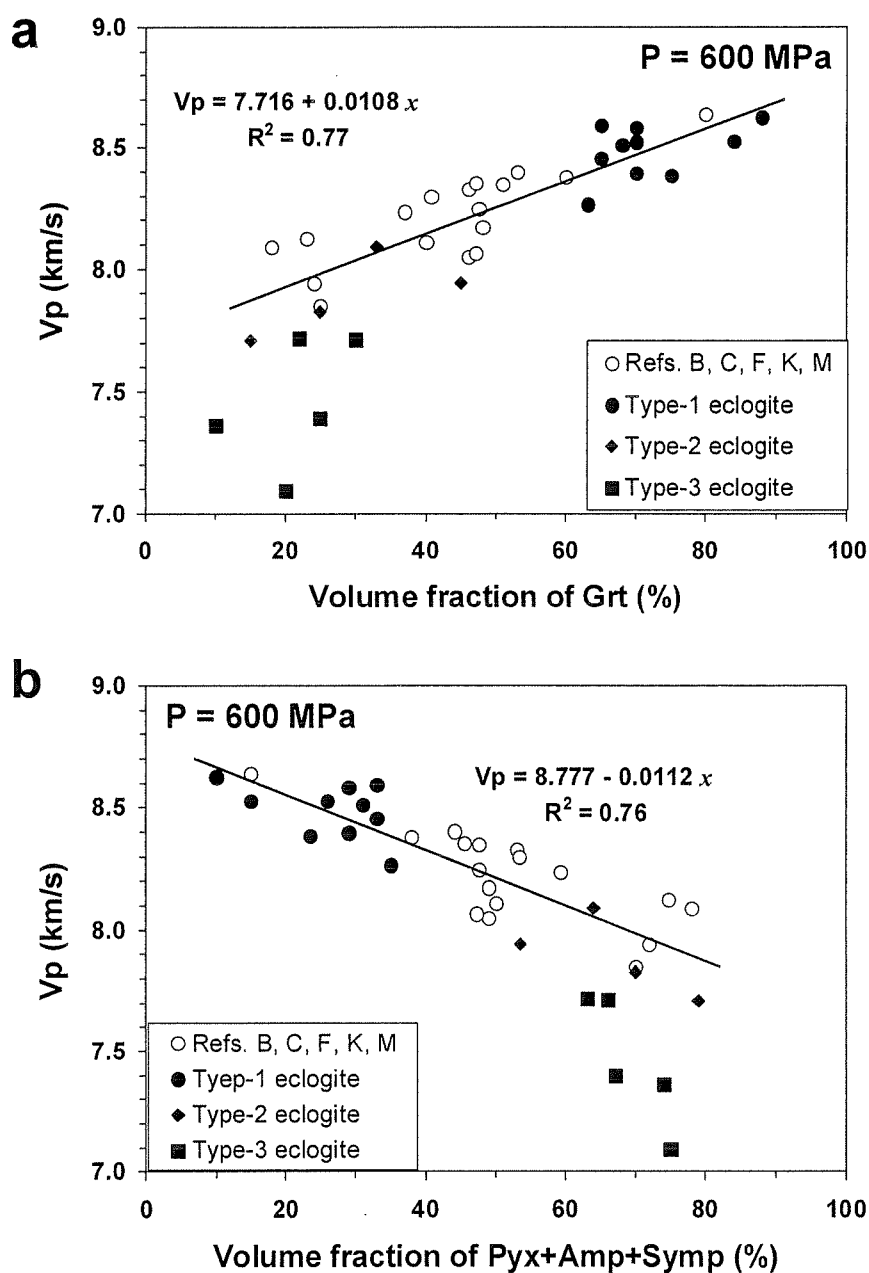 a
9.0
8.5
8.0
7.5
7.0
Vp (km/s)
P = 600 MPa
Vp = 7.716 + 0.0108 x
R² = 0.77
Refs. B, C, F, K, M
Type-1 eclogite
Type-2 eclogite
Type-3 eclogite
0 20 40 60 80 100
Volume fraction of Grt (%)
b
9.0
8.5
8.0
7.5
7.0
Vp (km/s)
P = 600 MPa
Vp = 8.777 - 0.0112 x
R² = 0.76
Refs. B, C, F, K, M
Tyep-1 eclogite
Type-2 eclogite
Type-3 eclogite
0 20 40 60 80 100
Volume fraction of Pyx+Amp+Symp (%)